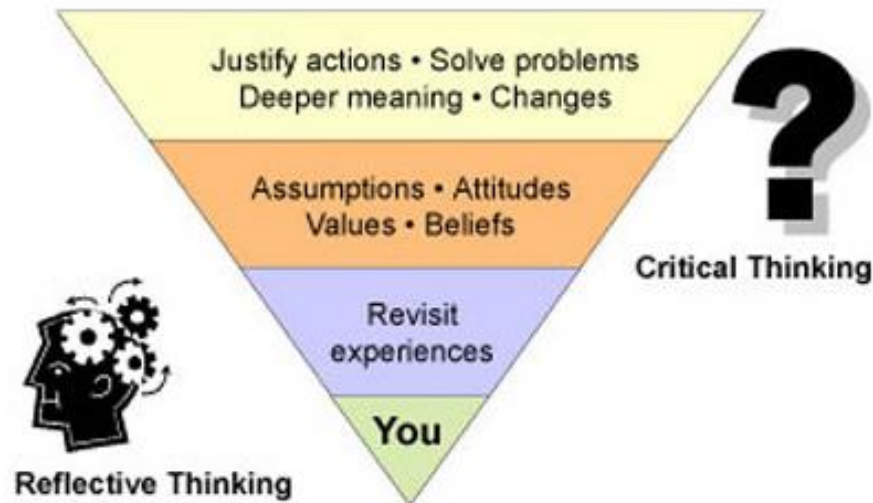 Justify actions • Solve problems
Deeper meaning • Changes
Assumptions • Attitudes
Values • Beliefs
Critical Thinking
Revisit
experiences
You
Reflective Thinking